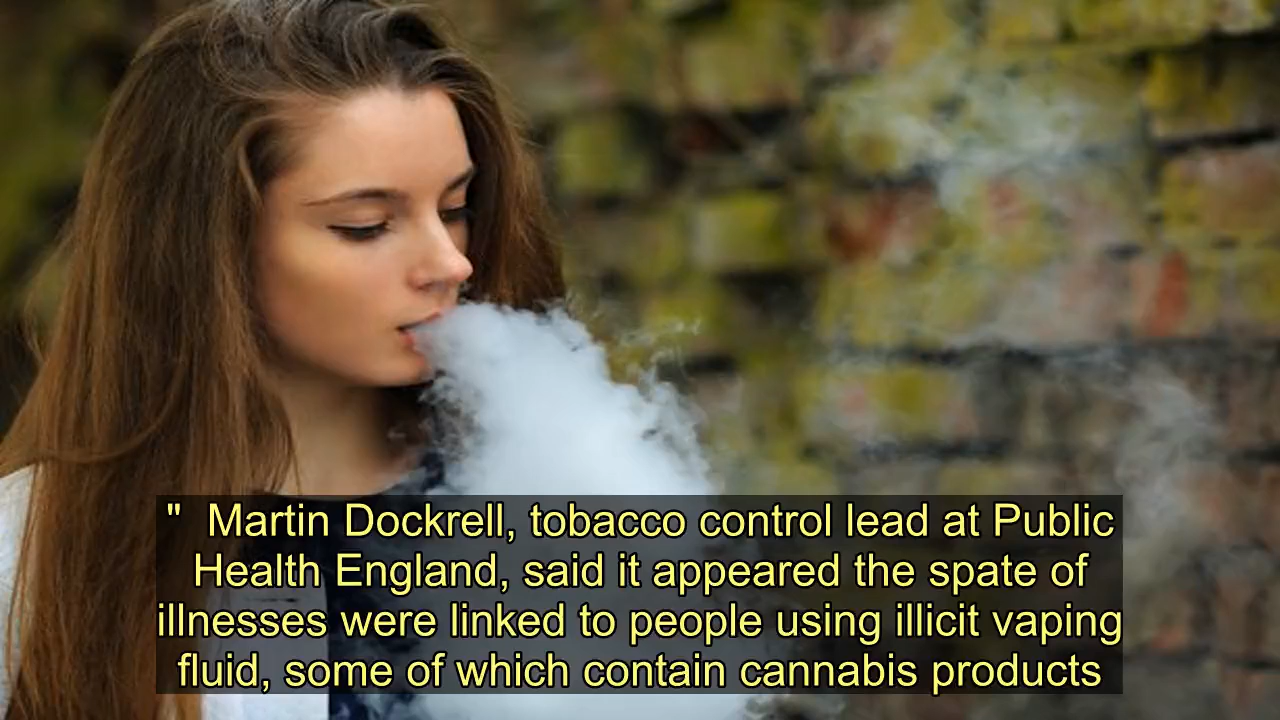 " Martin Dockrell, tobacco control lead at Public
Health England, said it appeared the spate of
illnesses were linked to people using illicit vaping
fluid, some of which contain cannabis products